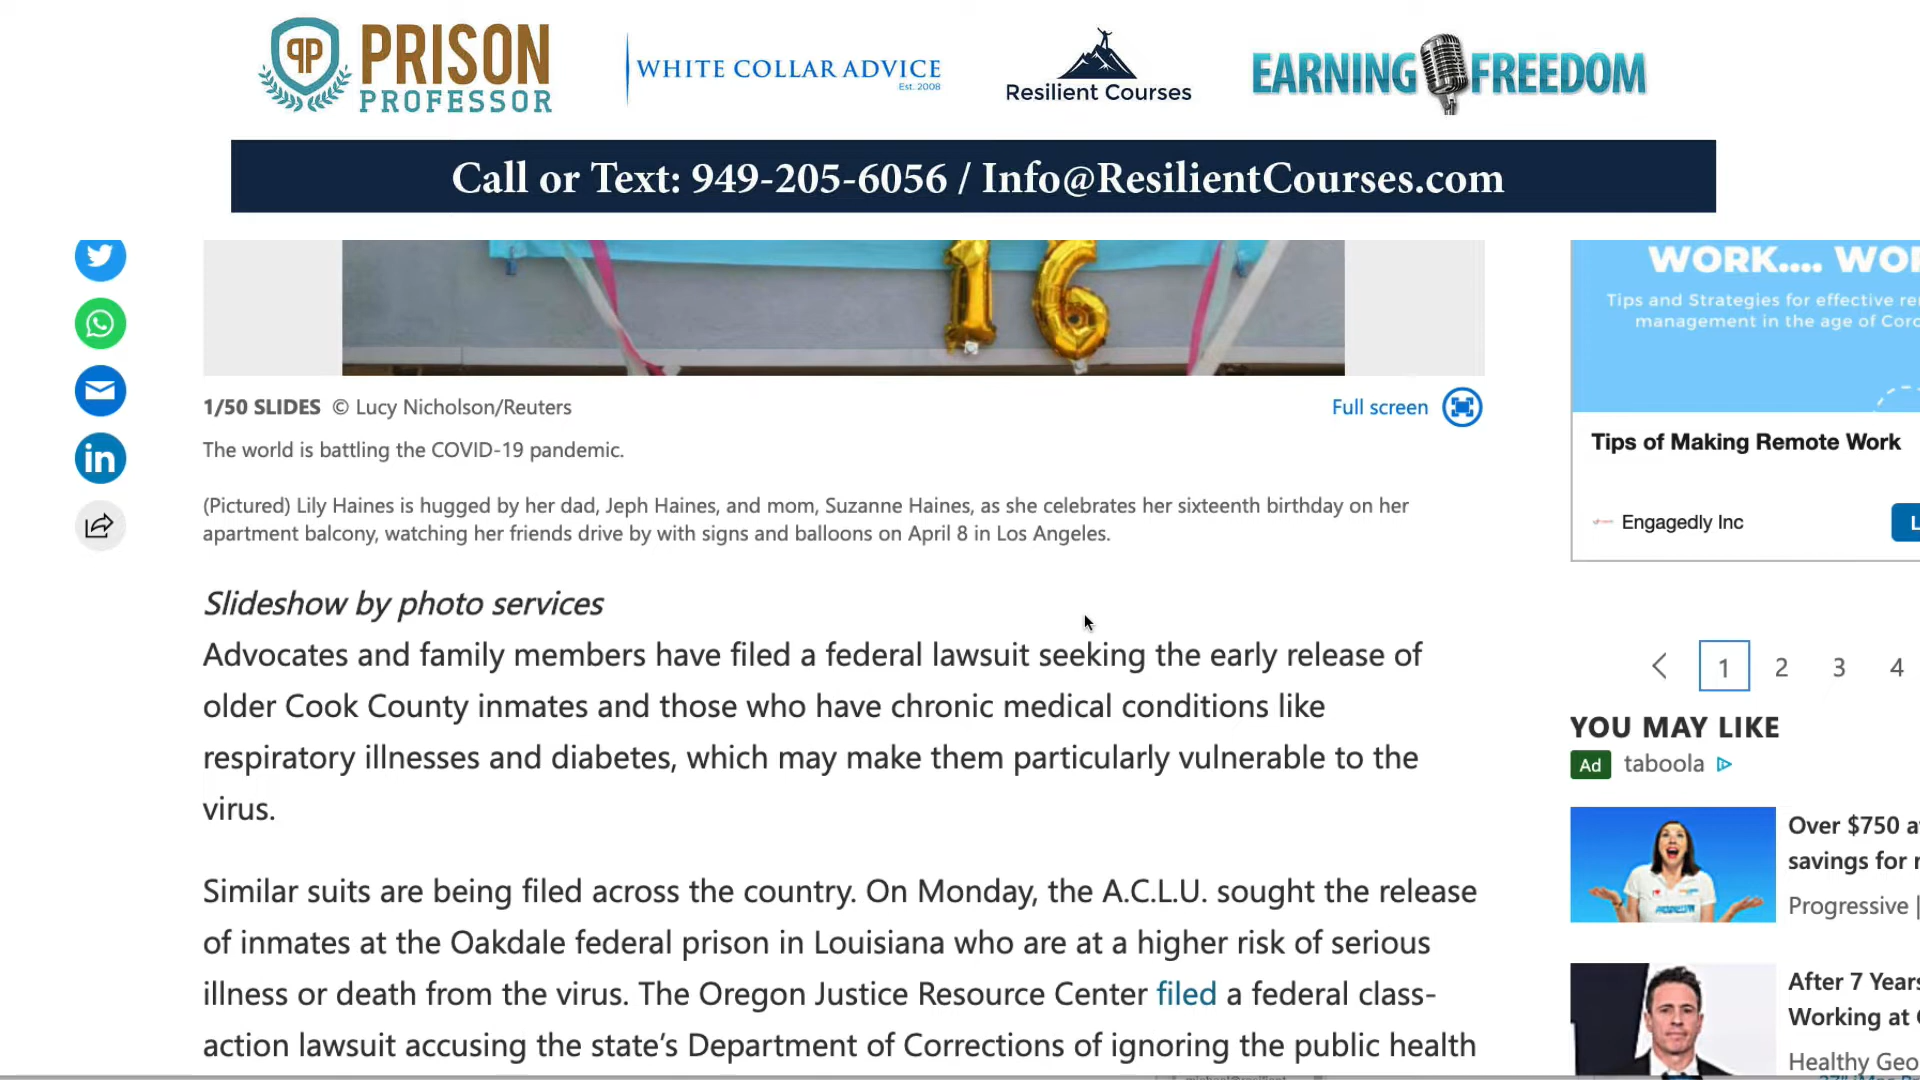 PRISON
PROFESSOR
WHITE COLLAR ADVICE
Est. 2008
Resilient Courses
EARNING FREEDOM
Call or Text: 949-205-6056 / Info@ResilientCourses.com
16
1/50 SLIDES © Lucy Nicholson/Reuters
Full screen
The world is battling the COVID-19 pandemic.
(Pictured) Lily Haines is hugged by her dad, Jeph Haines, and mom, Suzanne Haines, as she celebrates her sixteenth birthday on her
apartment balcony, watching her friends drive by with signs and balloons on April 8 in Los Angeles.
Slideshow by photo services
Advocates and family members have filed a federal lawsuit seeking the early release of
older Cook County inmates and those who have chronic medical conditions like
respiratory illnesses and diabetes, which may make them particularly vulnerable to the
virus.
Similar suits are being filed across the country. On Monday, the A.C.L.U. sought the release
of inmates at the Oakdale federal prison in Louisiana who are at a higher risk of serious
illness or death from the virus. The Oregon Justice Resource Center filed a federal class-
action lawsuit accusing the state’s Department of Corrections of ignoring the public health
WORK.... WO
Tips and Strategies for effective re
management in the age of Coro
Tips of Making Remote Work
Engagedly Inc
1 2 3 4
YOU MAY LIKE
Ad taboola
Over $750 a
savings for
Progressive |
After 7 Years
Working at
Healthy Geo